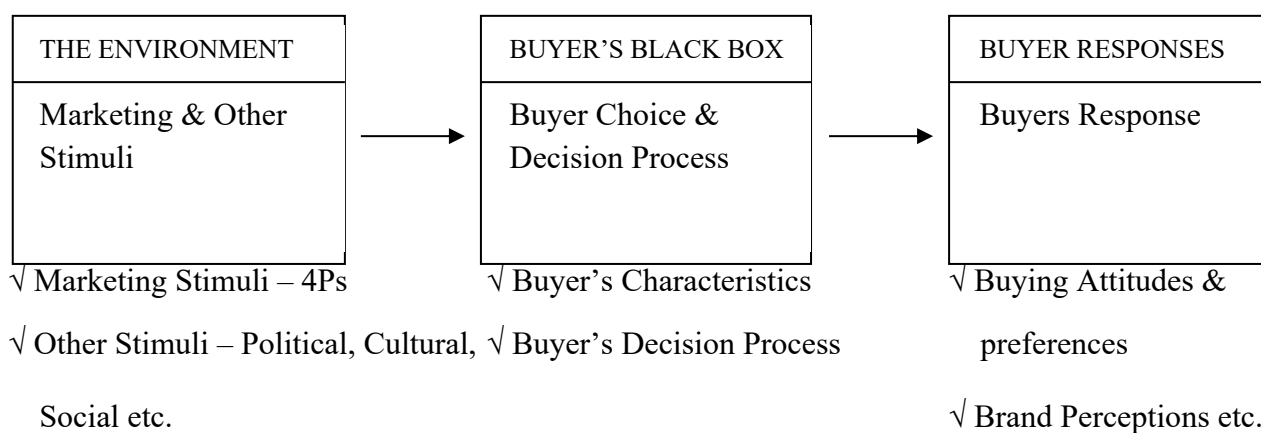 THE ENVIRONMENT
Marketing & Other
Stimuli
√ Marketing Stimuli – 4Ps
√ Other Stimuli – Political, Cultural,
Social etc.
BUYER’S BLACK BOX
Buyer Choice &
Decision Process
√ Buyer’s Characteristics
√ Buyer’s Decision Process
BUYER RESPONSES
Buyers Response
√ Buying Attitudes &
preferences
√ Brand Perceptions etc.